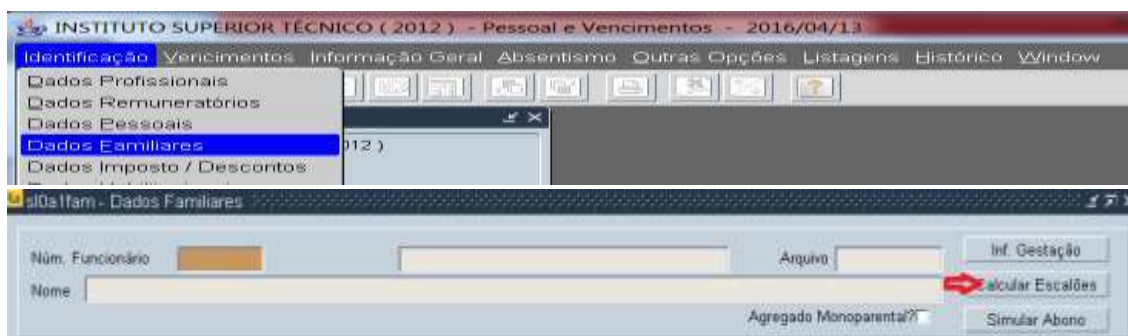 INSTITUTO SUPERIOR TÉCNICO ( 2012 ) - Pessoal e Vencimentos - 2016/04/13
Identificação Vencimentos Informação Geral Absentismo Outras Opções Listagens Histórico Window
Dados Profissionais
Dados Remuneratórios
Dados Pessoais
Dados Familiares
012 )
Dados Imposto / Descontos
sl0a1fam - Dados Familiares
Núm. Funcionário
Arquivo
Inf. Gestação
Nome
Calcular Escalões
Agregado Monoparental?
Simular Abono